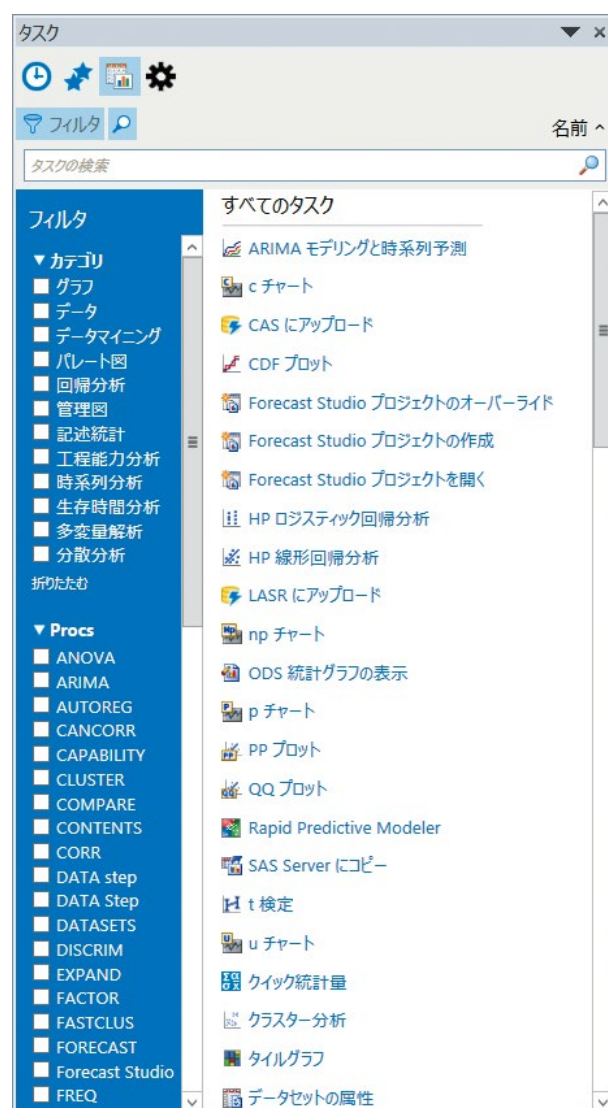 タスク
フィルタ
名前
タスクの検索
フィルタ
カテゴリ
グラフ
データ
データマイニング
パレート図
回帰分析
管理図
記述統計
工程能力分析
時系列分析
生存時間分析
多変量解析
分散分析
折りたたむ
Procs
ANOVA
ARIMA
AUTOREG
CANCORR
CAPABILITY
CLUSTER
COMPARE
CONTENTS
CORR
DATA step
DATA Step
DATASETS
DISCRIM
EXPAND
FACTOR
FASTCLUS
FORECAST
Forecast Studio
FREQ
すべてのタスク
ARIMA モデリングと時系列予測
c チャート
CAS にアップロード
CDF プロット
Forecast Studio プロジェクトのオーバーライド
Forecast Studio プロジェクトの作成
Forecast Studio プロジェクトを開く
HP ロジスティック回帰分析
HP 線形回帰分析
LASR にアップロード
np チャート
ODS 統計グラフの表示
p チャート
PP プロット
QQ プロット
Rapid Predictive Modeler
SAS Server にコピー
t 検定
u チャート
クイック統計量
クラスター分析
タイルグラフ
データセットの属性